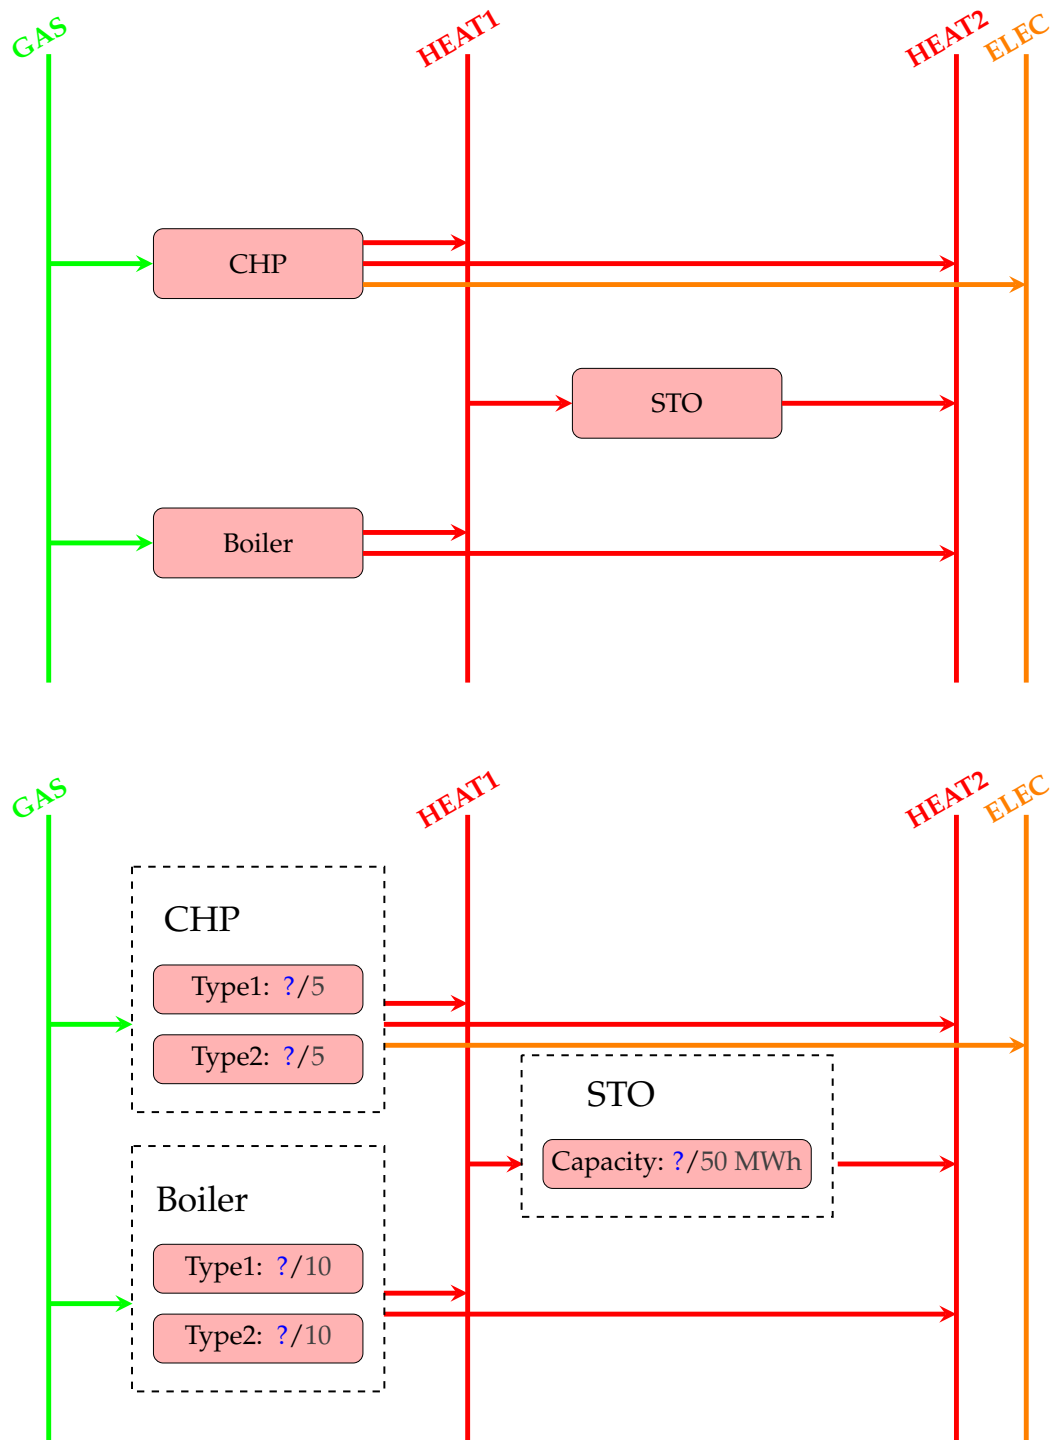 GAS
HEAT1
HEAT2
ELEC
CHP
STO
Boiler
GAS
HEAT1
HEAT2
ELEC
CHP
Type1: ?/5
Type2: ?/5
STO
Capacity: ?/50 MWh
Boiler
Type1: ?/10
Type2: ?/10